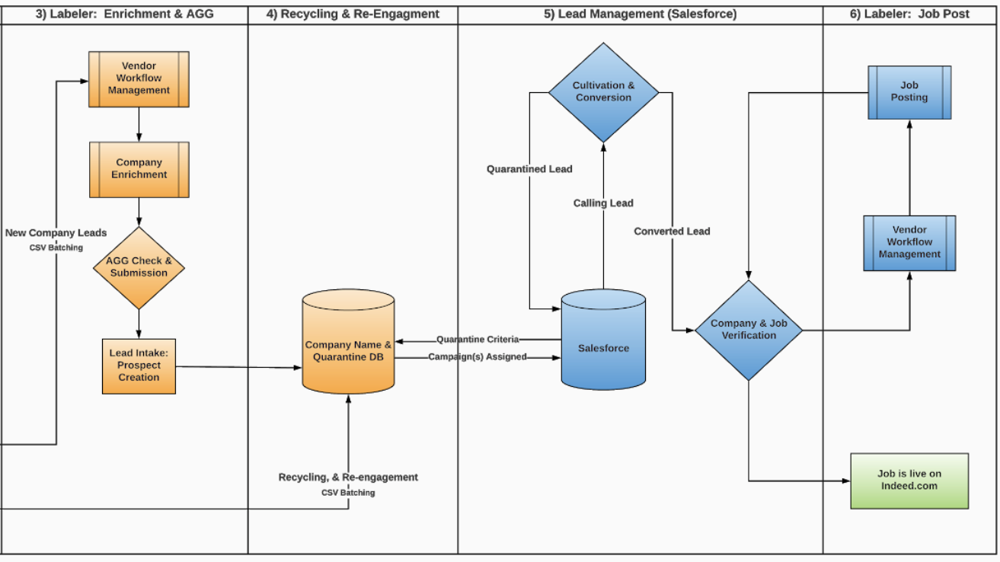 3) Labeler:  Enrichment & AGG
4) Recycling & Re-Engagment
5) Lead Management (Salesforce)
6) Labeler:  Job Post
Vendor
Workflow
Management
Company
Enrichment
New Company Leads
CSV Batching
AGG Check &
Submission
Lead Intake:
Prospect
Creation
Company Name &
Quarantine DB
Recycling, & Re-engagement
CSV Batching
Quarantine Criteria
Campaign(s) Assigned
Cultivation &
Conversion
Quarantined Lead
Calling Lead
Converted Lead
Salesforce
Company & Job
Verification
Job
Posting
Vendor
Workflow
Management
Job is live on
Indeed.com